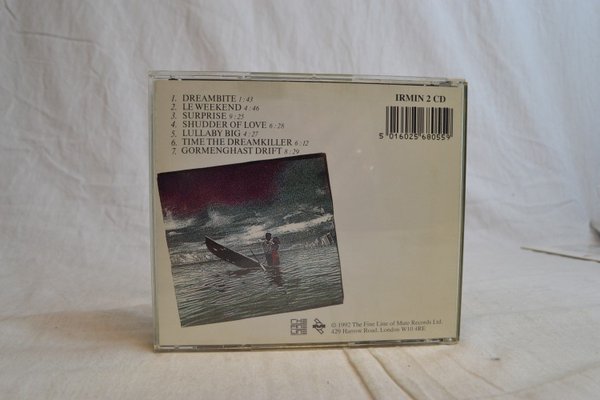 1. DREAMBITE 1:43
2. LE WEEKEND 4:46
3. SURPRISE 9:25
4. SHUDDER OF LOVE 6:28
5. LULLABY BIG 4:27
6. TIME THE DREAMKILLER 6:12
7. GORMENGHAST DRIFT 8:29
IRMIN 2 CD
5 016025 680559
© 1992 The Fine Line of Mute Records Ltd.
429 Harrow Road, London W10 4RE